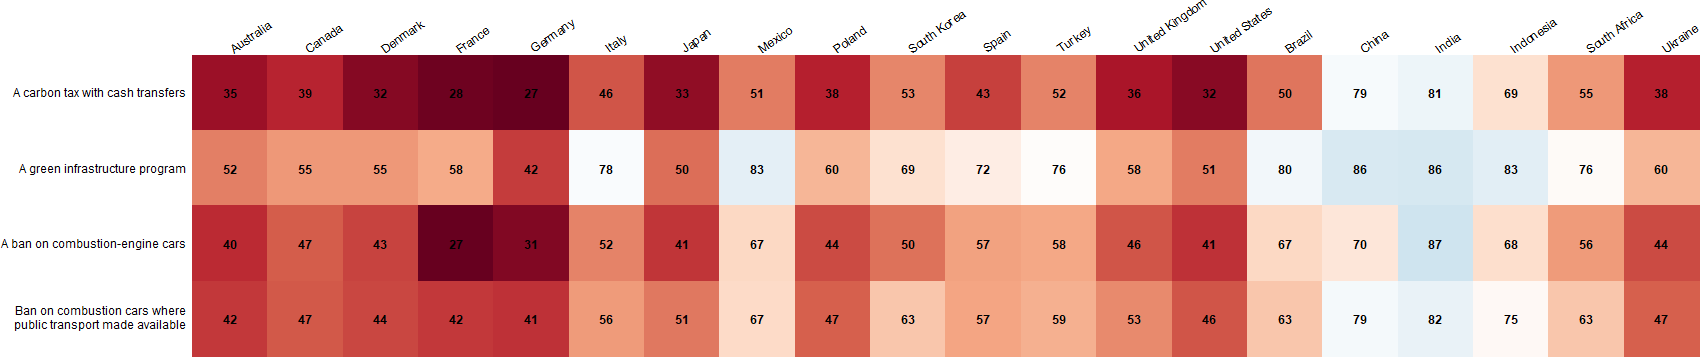 Australia Canada Denmark France Germany Italy Japan Mexico Poland South Korea Spain Turkey United Kingdom United States Brazil China India Indonesia South Africa Ukraine
A carbon tax with cash transfers 35 39 32 28 27 46 33 51 38 53 43 52 36 32 50 79 81 69 55 38
A green infrastructure program 52 55 55 58 42 78 50 83 60 69 72 76 58 51 80 86 86 83 76 60
A ban on combustion-engine cars 40 47 43 27 31 52 41 67 44 50 57 58 46 41 67 70 87 68 56 44
Ban on combustion cars where
public transport made available 42 47 44 42 41 56 51 67 47 63 57 59 53 46 63 79 82 75 63 47